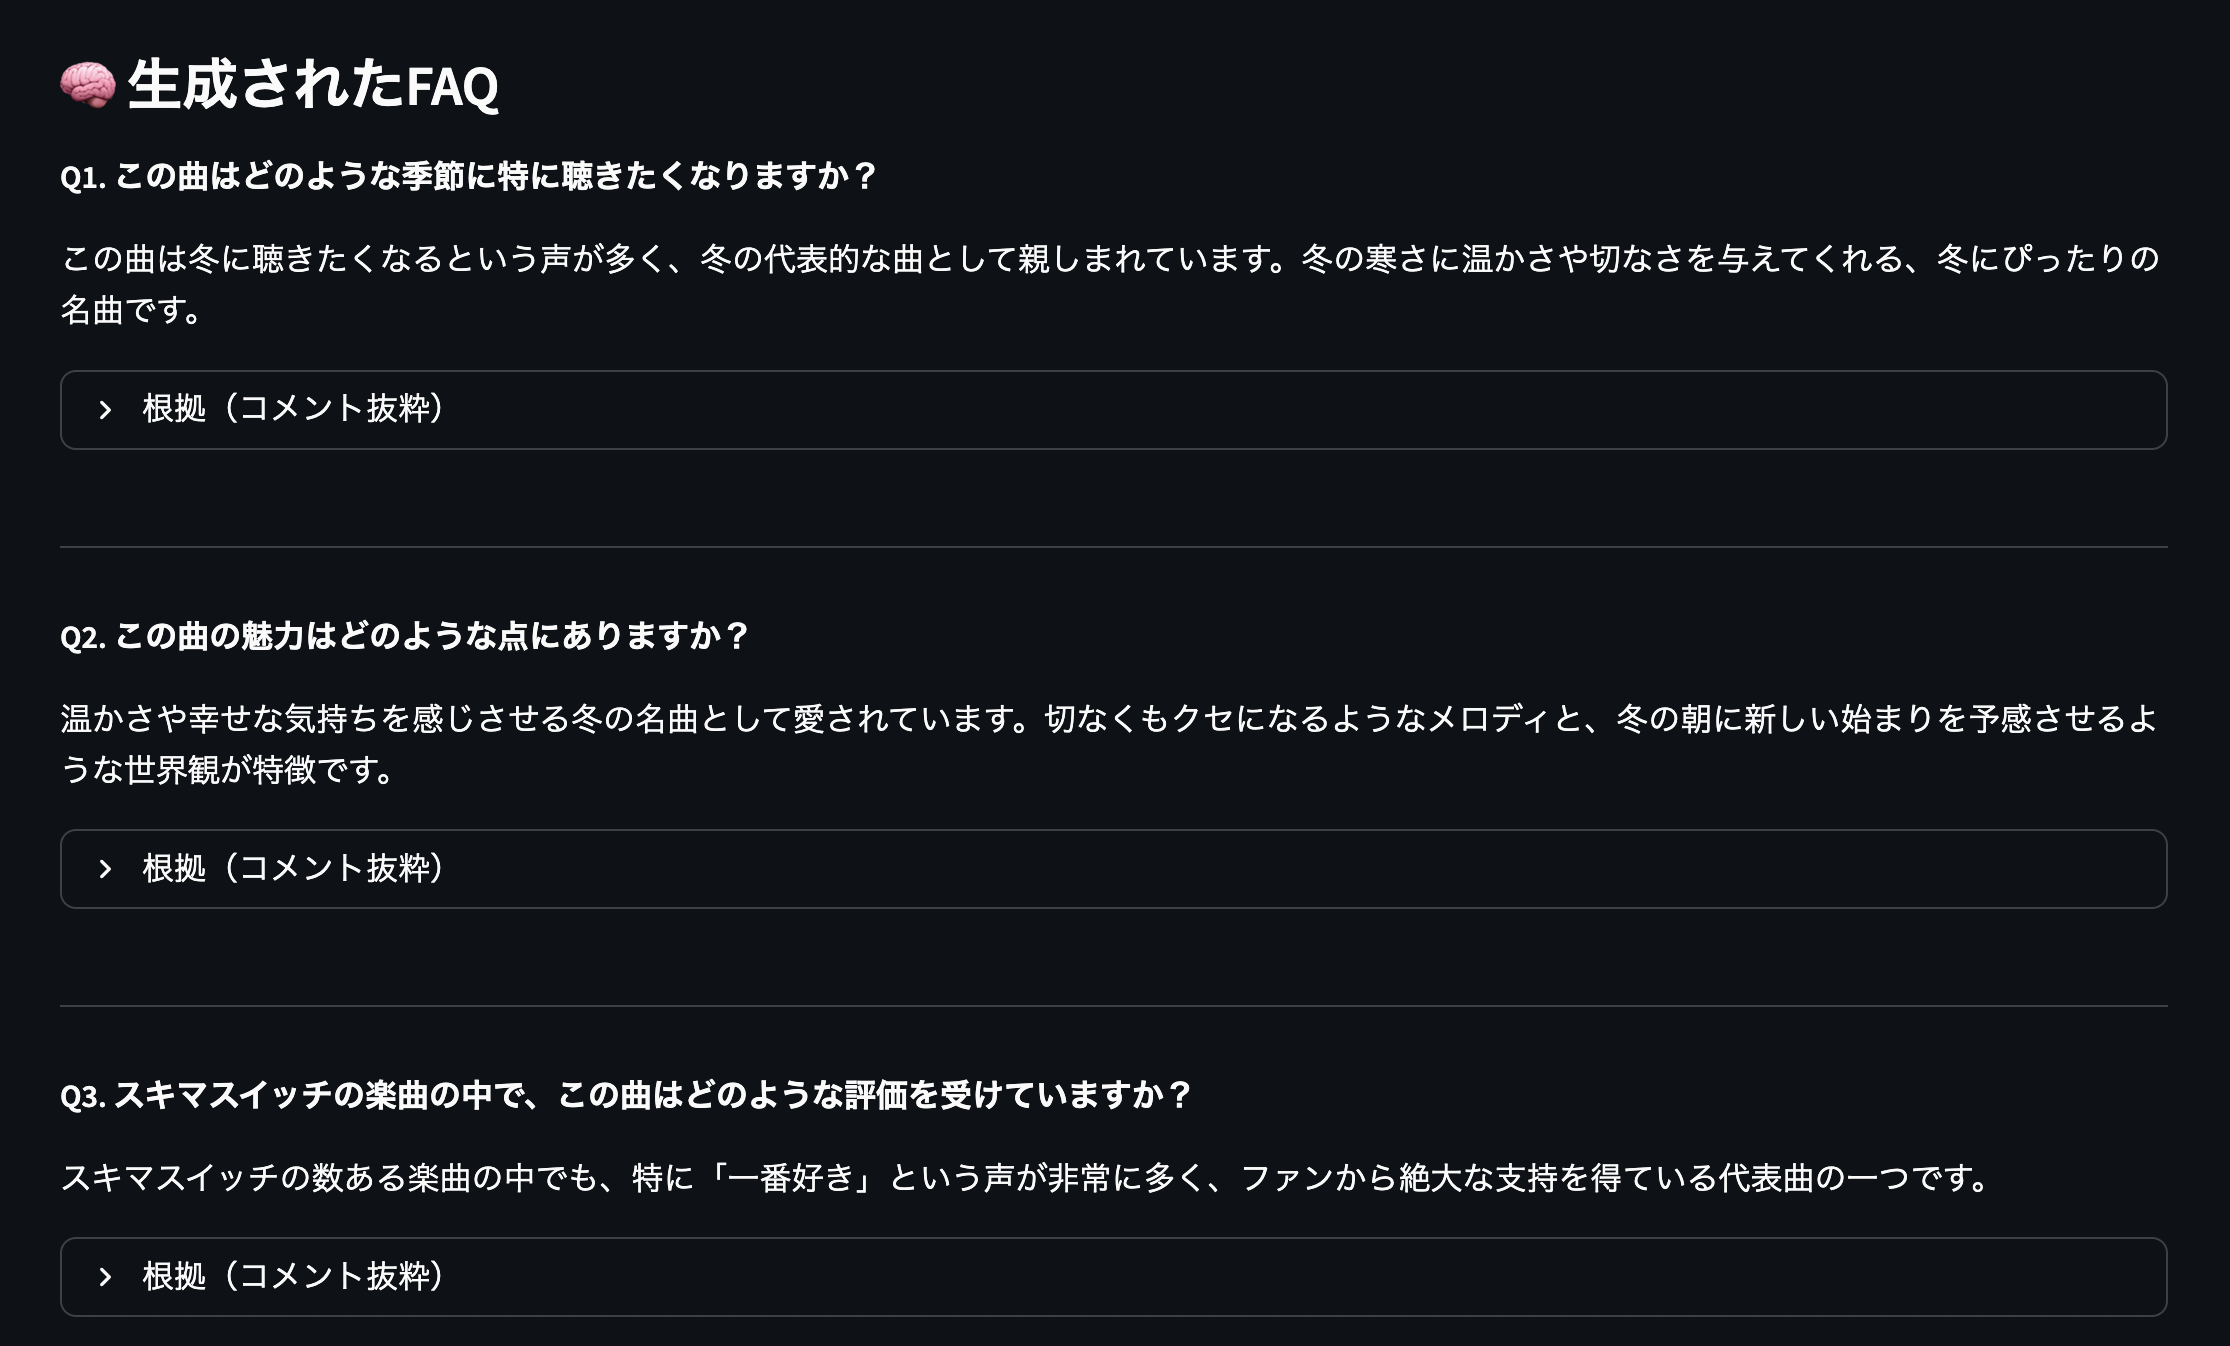 🧠 生成されたFAQ
Q1. この曲はどのような季節に特に聴きたくなりますか？
この曲は冬に聴きたくなるという声が多く、冬の代表的な曲として親しまれています。冬の寒さに温かさや切なさを与えてくれる、冬にぴったりの
名曲です。
根拠（コメント抜粋）
Q2. この曲の魅力はどのような点にありますか？
温かさや幸せな気持ちを感じさせる冬の名曲として愛されています。切なくもクセになるようなメロディと、冬の朝に新しい始まりを予感させるよ
うな世界観が特徴です。
根拠（コメント抜粋）
Q3. スキマスイッチの楽曲の中で、この曲はどのような評価を受けていますか？
スキマスイッチの数ある楽曲の中でも、特に「一番好き」という声が非常に多く、ファンから絶大な支持を得ている代表曲の一つです。
根拠（コメント抜粋）